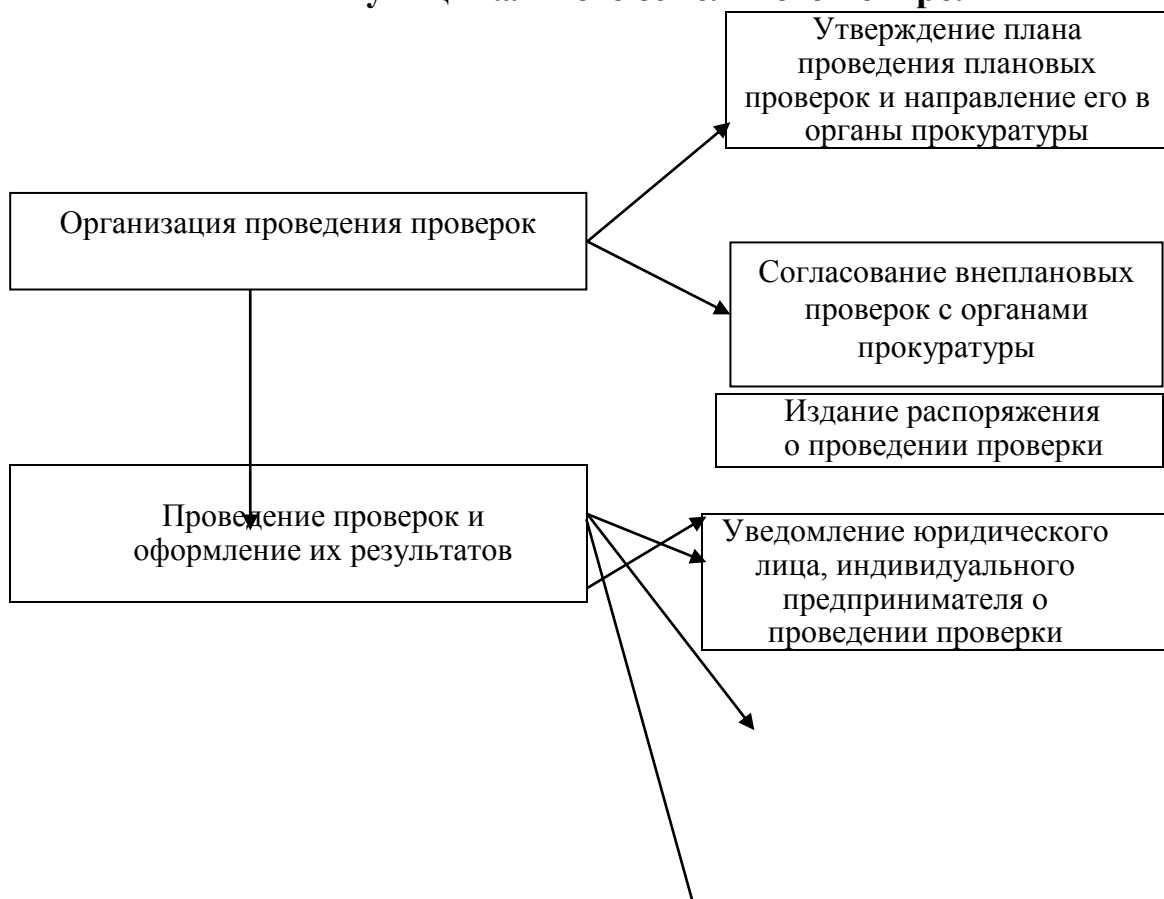 Утверждение плана
проведения плановых
проверок и направление его в
органы прокуратуры
Организация проведения проверок
Согласование внеплановых
проверок с органами
прокуратуры
Издание распоряжения
о проведении проверки
Проведение проверок и
оформление их результатов
Уведомление юридического
лица, индивидуального
предпринимателя о
проведении проверки